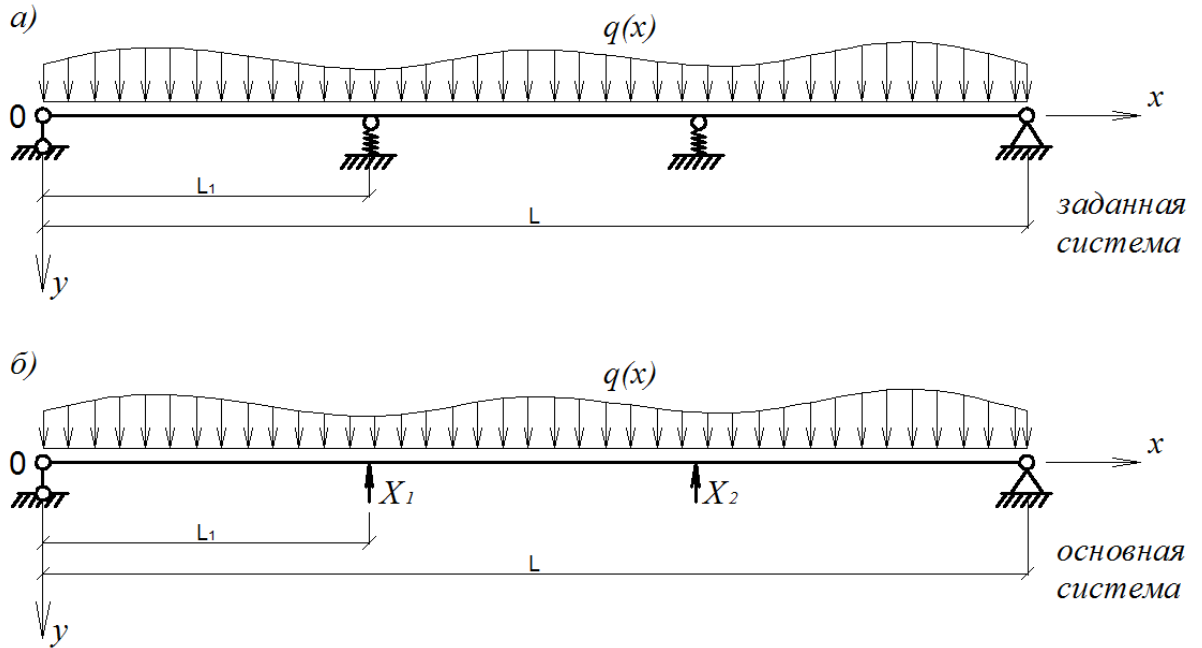 а)
q(x)
0
x
L₁
L
заданная
система
y
б)
q(x)
0
x
X₁
X₂
L₁
L
основная
система
y